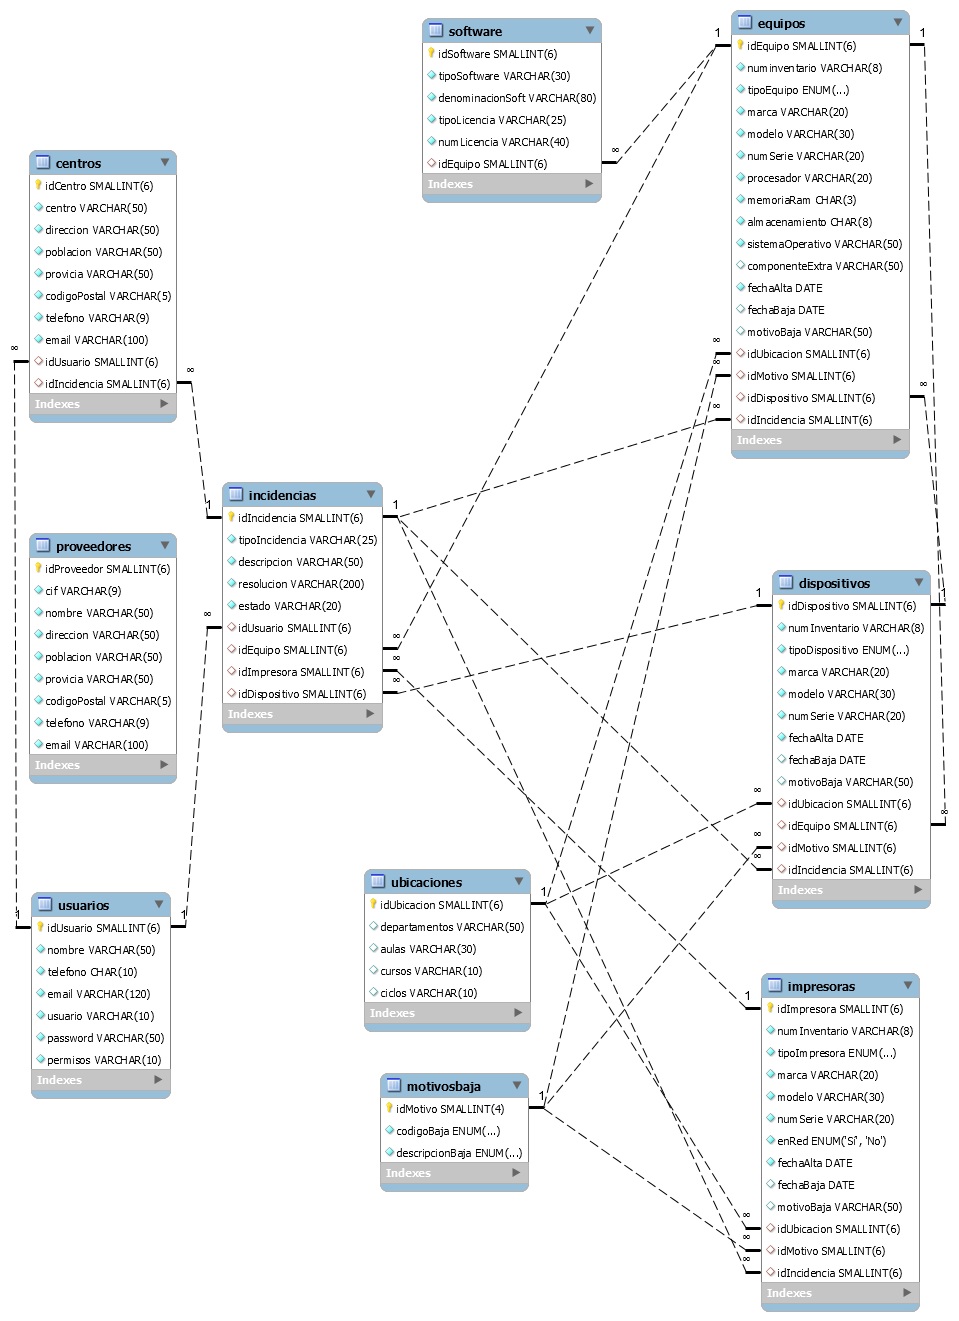 software
idSoftware SMALLINT(6)
tipoSoftware VARCHAR(30)
denominacionSoft VARCHAR(80)
tipoLicencia VARCHAR(25)
numLicencia VARCHAR(40)
idEquipo SMALLINT(6)
Indexes
equipos
idEquipo SMALLINT(6)
numinventario VARCHAR(8)
tipoEquipo ENUM(...)
marca VARCHAR(20)
modelo VARCHAR(30)
numSerie VARCHAR(20)
procesador VARCHAR(20)
memoriaRam CHAR(3)
almacenamiento CHAR(8)
sistemaOperativo VARCHAR(50)
componenteExtra VARCHAR(50)
fechaAlta DATE
fechaBaja DATE
motivoBaja VARCHAR(50)
idUbicacion SMALLINT(6)
idMotivo SMALLINT(6)
idDispositivo SMALLINT(6)
idIncidencia SMALLINT(6)
Indexes
1
1
∞
∞
∞
∞
∞
centros
idCentro SMALLINT(6)
centro VARCHAR(50)
direccion VARCHAR(50)
poblacion VARCHAR(50)
provicia VARCHAR(50)
codigoPostal VARCHAR(5)
telefono VARCHAR(9)
email VARCHAR(100)
idUsuario SMALLINT(6)
idIncidencia SMALLINT(6)
Indexes
∞
∞
incidencias
idIncidencia SMALLINT(6)
tipoIncidencia VARCHAR(25)
descripcion VARCHAR(50)
resolucion VARCHAR(200)
estado VARCHAR(20)
idUsuario SMALLINT(6)
idEquipo SMALLINT(6)
idImpresora SMALLINT(6)
idDispositivo SMALLINT(6)
Indexes
1
1
∞
∞
∞
∞
proveedores
idProveedor SMALLINT(6)
cif VARCHAR(9)
nombre VARCHAR(50)
direccion VARCHAR(50)
poblacion VARCHAR(50)
provicia VARCHAR(50)
codigoPostal VARCHAR(5)
telefono VARCHAR(9)
email VARCHAR(100)
Indexes
dispositivos
idDispositivo SMALLINT(6)
numInventario VARCHAR(8)
tipoDispositivo ENUM(...)
marca VARCHAR(20)
modelo VARCHAR(30)
numSerie VARCHAR(20)
fechaAlta DATE
fechaBaja DATE
motivoBaja VARCHAR(50)
idUbicacion SMALLINT(6)
idEquipo SMALLINT(6)
idMotivo SMALLINT(6)
idIncidencia SMALLINT(6)
Indexes
1
1
∞
∞
∞
∞
usuarios
idUsuario SMALLINT(6)
nombre VARCHAR(50)
telefono CHAR(10)
email VARCHAR(120)
usuario VARCHAR(10)
password VARCHAR(50)
permisos VARCHAR(10)
Indexes
1
1
ubicaciones
idUbicacion SMALLINT(6)
departamentos VARCHAR(50)
aulas VARCHAR(30)
cursos VARCHAR(10)
ciclos VARCHAR(10)
Indexes
1
motivosbaja
idMotivo SMALLINT(4)
codigoBaja ENUM(...)
descripcionBaja ENUM(...)
Indexes
1
impresoras
idImpresora SMALLINT(6)
numInventario VARCHAR(8)
tipoImpresora ENUM(...)
marca VARCHAR(20)
modelo VARCHAR(30)
numSerie VARCHAR(20)
enRed ENUM('Sí', 'No')
fechaAlta DATE
fechaBaja DATE
motivoBaja VARCHAR(50)
idUbicacion SMALLINT(6)
idMotivo SMALLINT(6)
idIncidencia SMALLINT(6)
Indexes
1
∞
∞
∞